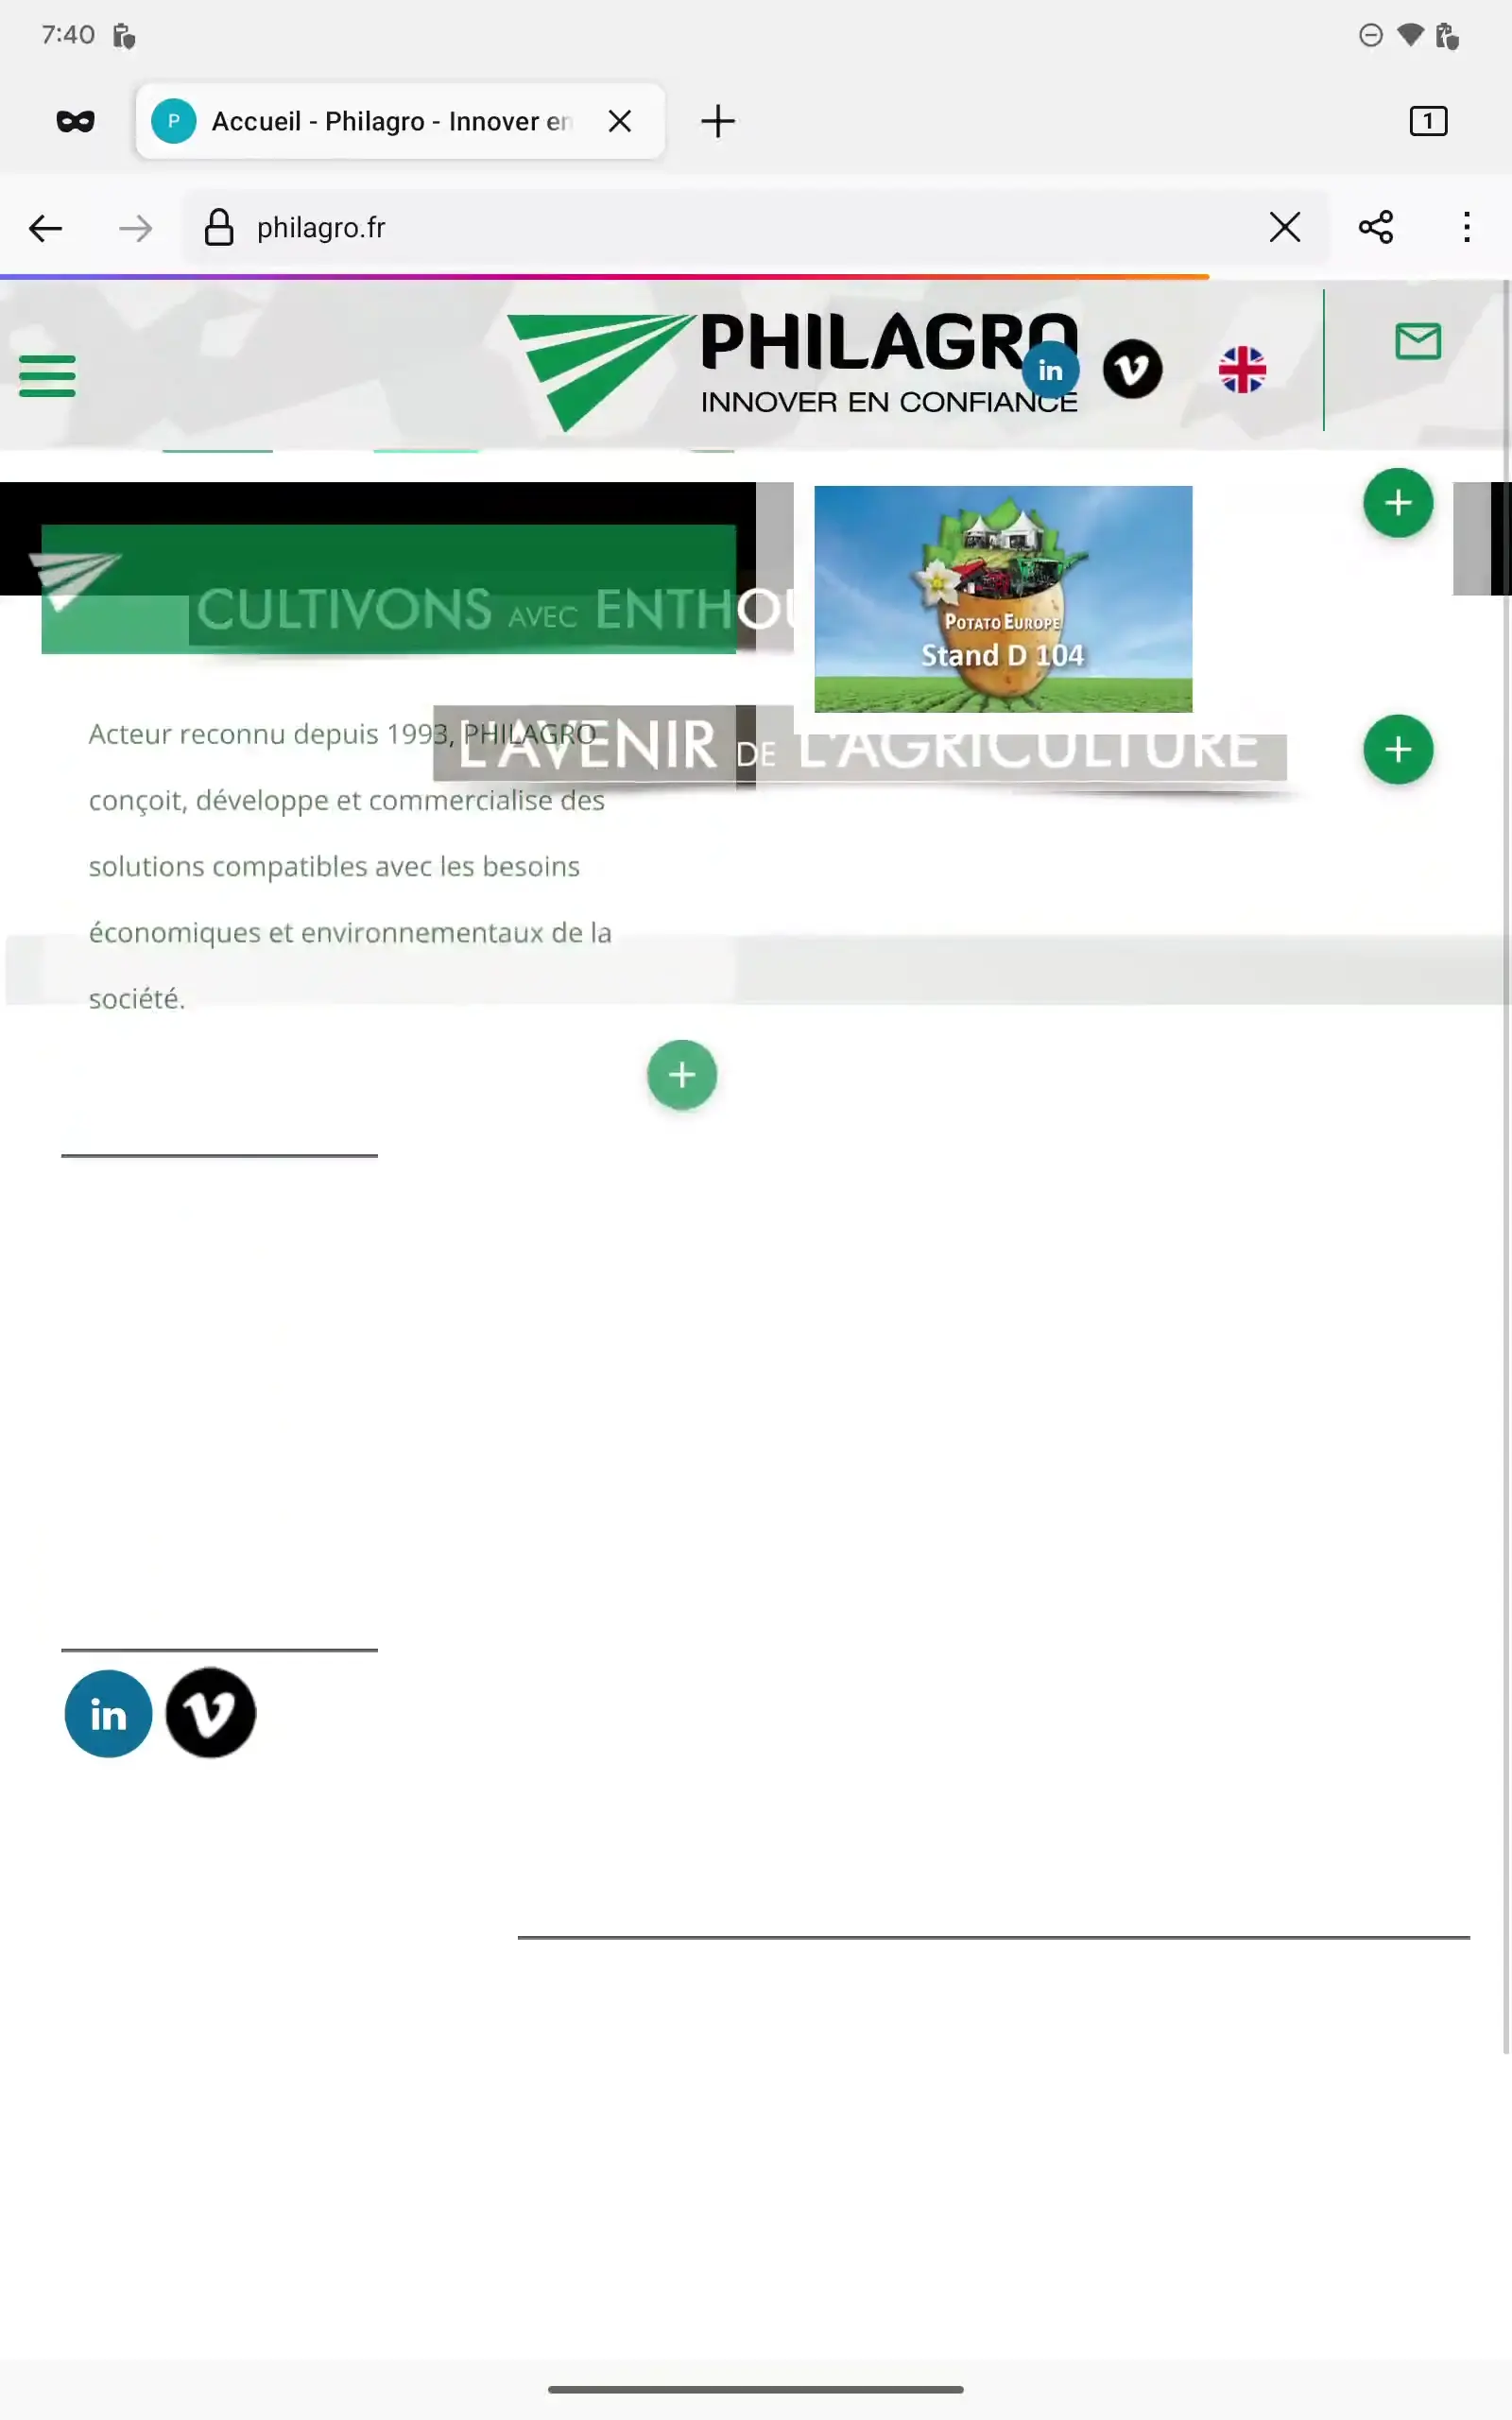 7:40
P
Accueil - Philagro - Innover en
1
philagro.fr
PHILAGRO
INNOVER EN CONFIANCE
in
CULTIVONS AVEC ENTHOU
POTATO EUROPE
Stand D 104
L'AVENIR DE L'AGRICULTURE
Acteur reconnu depuis 1993, PHILAGRO
conçoit, développe et commercialise des
solutions compatibles avec les besoins
économiques et environnementaux de la
société.
in